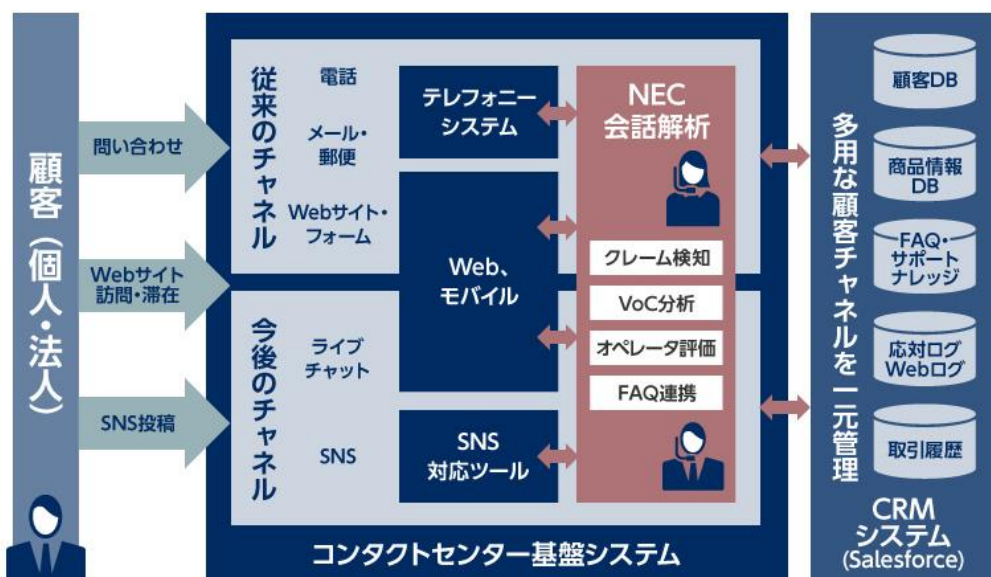 顧客（個人・法人）
問い合わせ
Webサイト
訪問・滞在
SNS投稿
従来のチャネル
電話
メール・
郵便
Webサイト・
フォーム
今後のチャネル
ライブ
チャット
SNS
テレフォニー
システム
Web、
モバイル
SNS
対応ツール
NEC
会話解析
クレーム検知
VoC分析
オペレータ評価
FAQ連携
コンタクトセンター基盤システム
多用な顧客チャネルを一元管理
顧客DB
商品情報
DB
FAQ・
サポート
ナレッジ
応対ログ
Webログ
取引履歴
CRM
システム
(Salesforce)